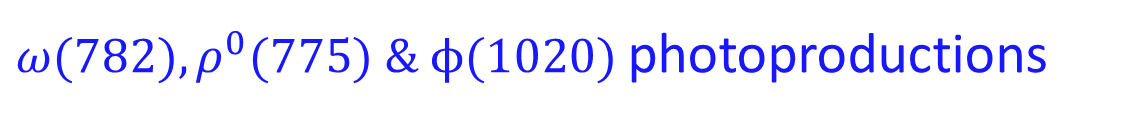 ω(782), ρ⁰(775) & ϕ(1020) photoproductions